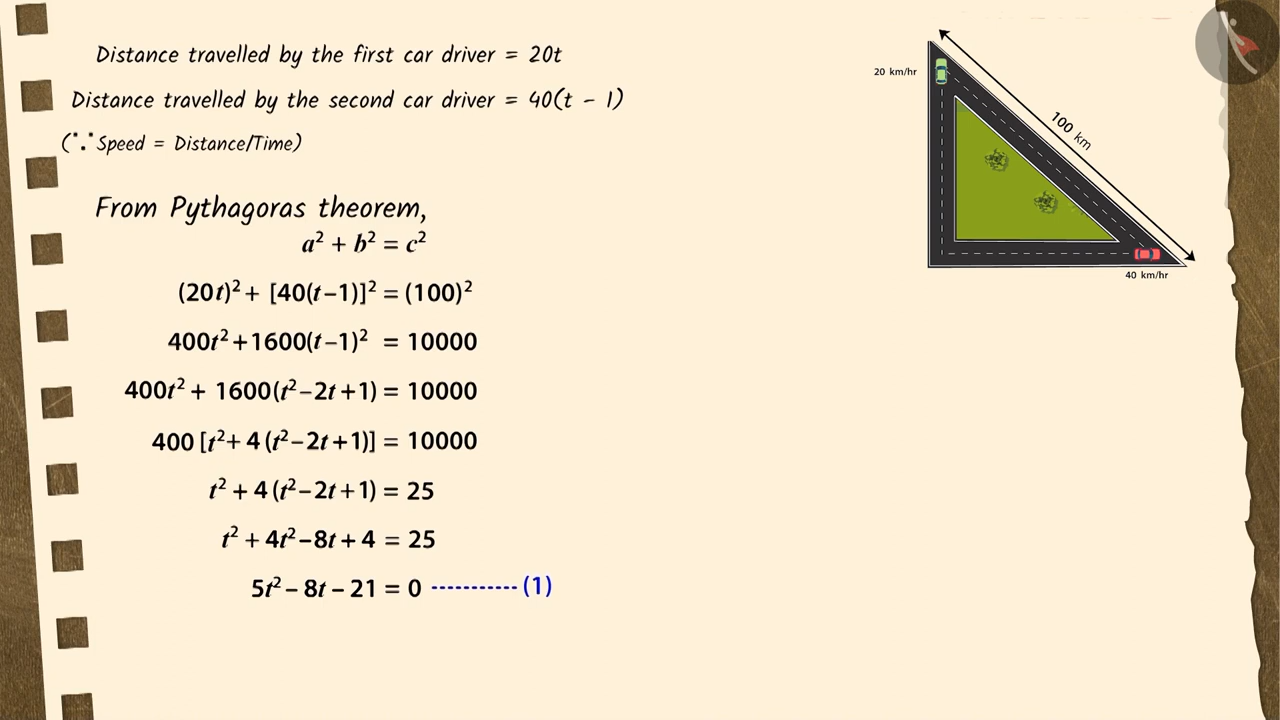 Distance travelled by the first car driver = 20t
Distance travelled by the second car driver = 40(t - 1)
(∵ Speed = Distance/Time)
From Pythagoras theorem,
a² + b² = c²
(20t)² + [40(t−1)]² = (100)²
400t² + 1600(t−1)² = 10000
400t² + 1600(t²−2t+1) = 10000
400 [t²+ 4 (t²−2t+1)] = 10000
t² + 4 (t²−2t+1) = 25
t² + 4t²−8t+4 = 25
5t² − 8t − 21 = 0 ----------- (1)
20 km/hr
100 km
40 km/hr